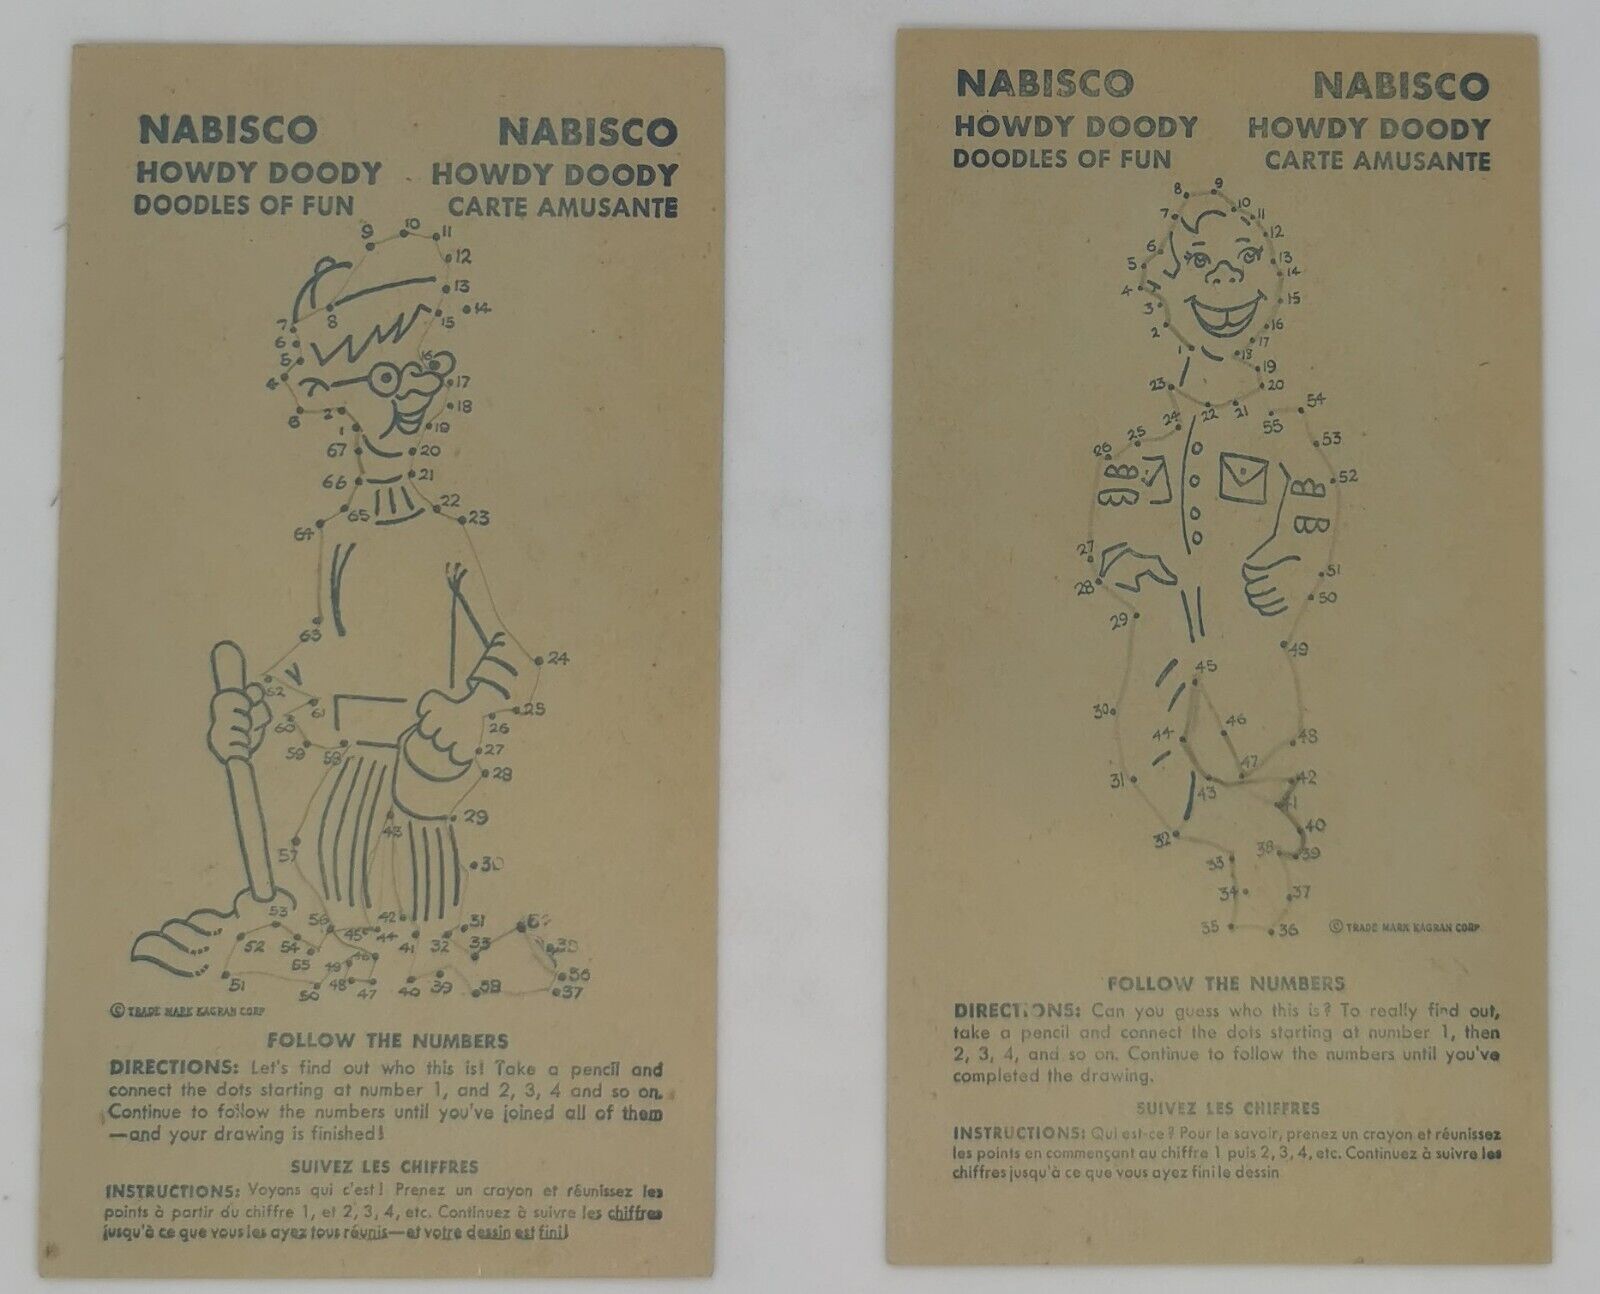 NABISCO NABISCO
HOWDY DOODY HOWDY DOODY
DOODLES OF FUN CARTE AMUSANTE
© TRADE MARK KAGRAN CORP
FOLLOW THE NUMBERS
DIRECTIONS: Let's find out who this is! Take a pencil and
connect the dots starting at number 1, and 2, 3, 4 and so on.
Continue to follow the numbers until you've joined all of them
—and your drawing is finished!
SUIVEZ LES CHIFFRES
INSTRUCTIONS: Voyons qui c'est! Prenez un crayon et réunissez les
points à partir du chiffre 1, et 2, 3, 4, etc. Continuez à suivre les chiffres
jusqu'à ce que vous les ayez tous réunis—et votre dessin est fini!
NABISCO NABISCO
HOWDY DOODY HOWDY DOODY
DOODLES OF FUN CARTE AMUSANTE
© TRADE MARK KAGRAN CORP
FOLLOW THE NUMBERS
DIRECTIONS: Can you guess who this is? To really find out,
take a pencil and connect the dots starting at number 1, then
2, 3, 4, and so on. Continue to follow the numbers until you've
completed the drawing.
SUIVEZ LES CHIFFRES
INSTRUCTIONS: Qui est-ce? Pour le savoir, prenez un crayon et réunissez
les points en commençant au chiffre 1 puis 2, 3, 4, etc. Continuez à suivre les
chiffres jusqu'à ce que vous ayez fini le dessin